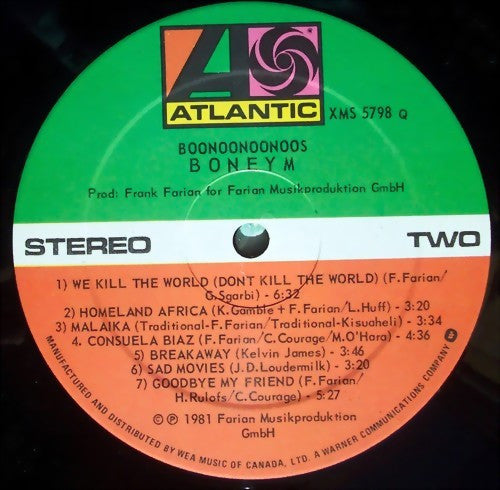 ATLANTIC
XMS 5798 Q
BOONOONOONOOS
BONEY M
Prod: Frank Farian for Farian Musikproduktion GmbH
STEREO
TWO
1) WE KILL THE WORLD (DONT KILL THE WORLD) (F. Farian/
G. Sgarbi) - 6:32
2) HOMELAND AFRICA (K. Gamble + F. Farian/L. Huff) - 3:20
3) MALAIKA (Traditional-F. Farian/Traditional-Kisuaheli) - 3:34
4. CONSUELA BIAZ (F. Farian/C. Courage/M.O'Hara) - 4:36
5) BREAKAWAY (Kelvin James) - 3:46
6) SAD MOVIES (J.D. Loudermilk) - 3:20
7) GOODBYE MY FRIEND (F. Farian/
H. Rulofs/C. Courage) - 5:27
© ℗ 1981 Farian Musikproduktion
GmbH
MANUFACTURED AND DISTRIBUTED BY WEA MUSIC OF CANADA, LTD. A WARNER COMMUNICATIONS COMPANY